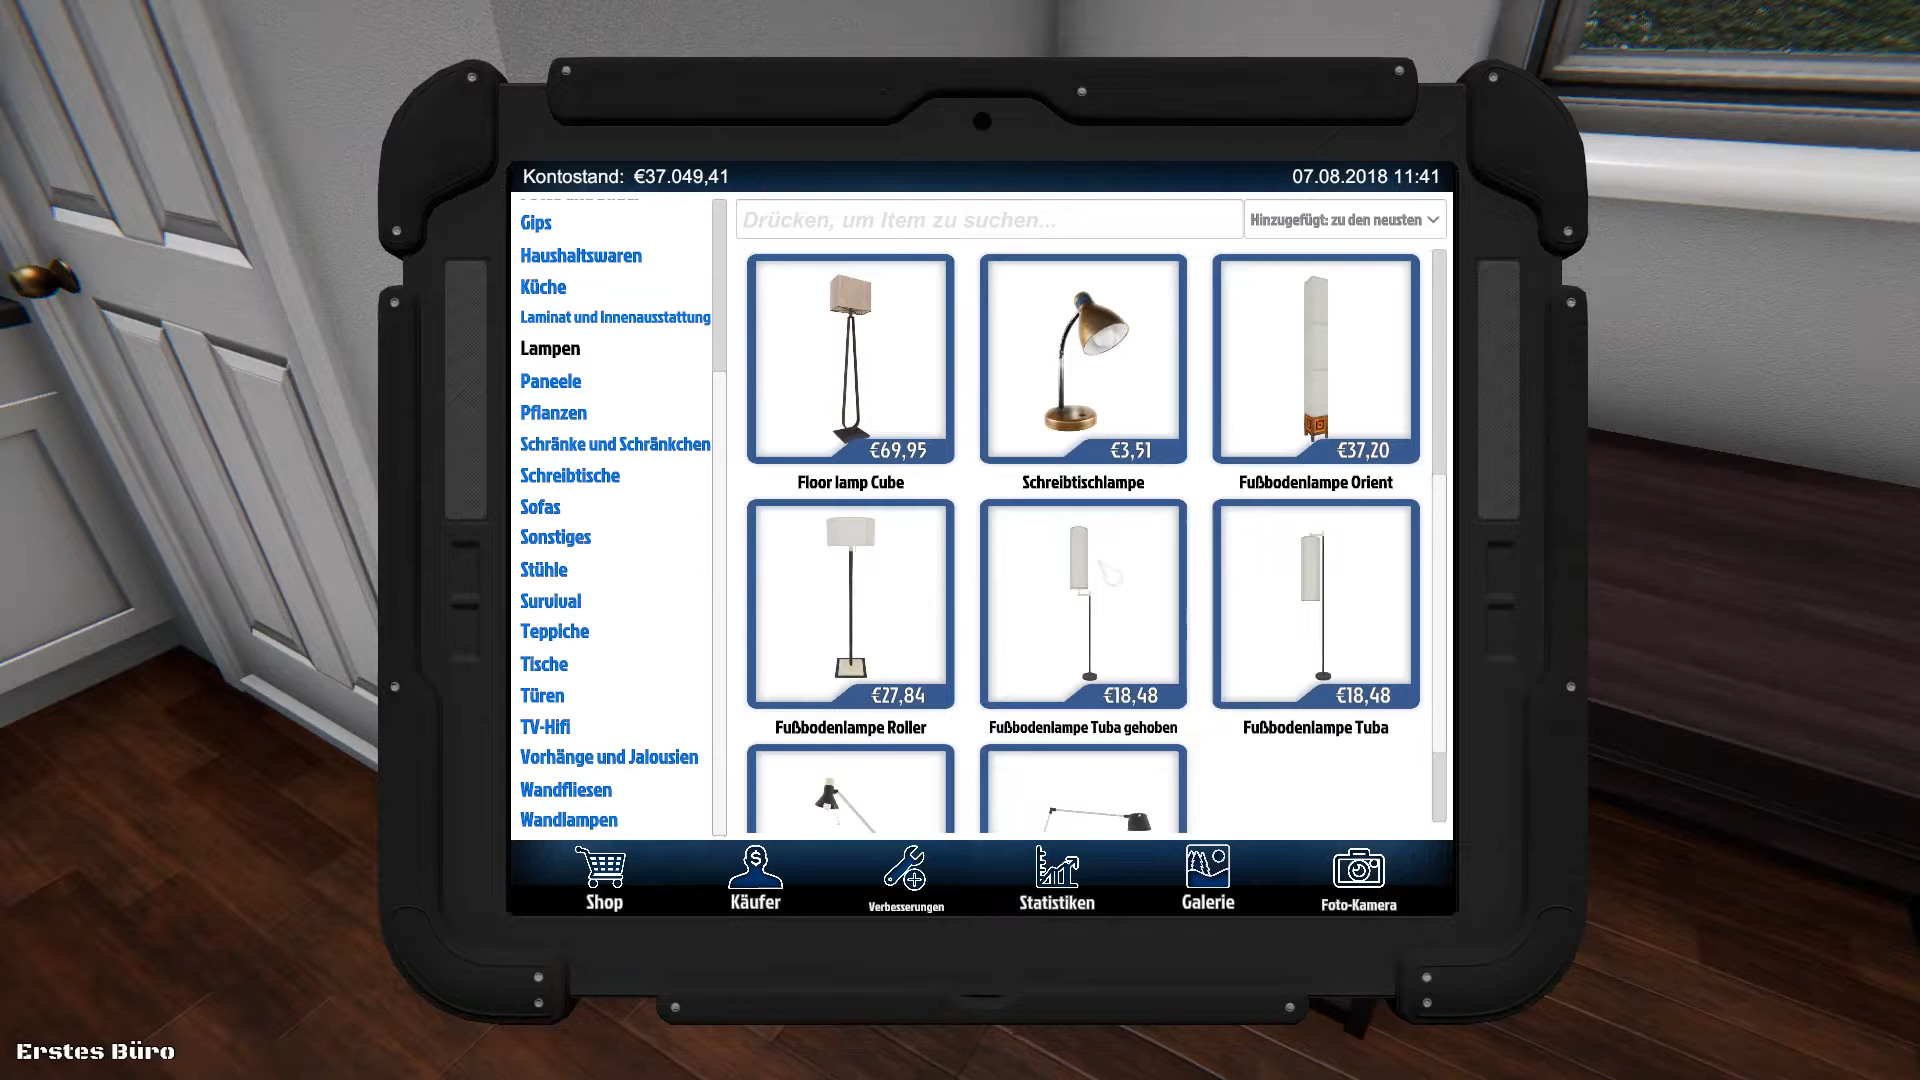 Kontostand: €37.049,41
07.08.2018 11:41
Gips
Haushaltswaren
Küche
Laminat und Innenausstattung
Lampen
Paneele
Pflanzen
Schränke und Schränkchen
Schreibtische
Sofas
Sonstiges
Stühle
Survival
Teppiche
Tische
Türen
TV-Hifi
Vorhänge und Jalousien
Wandfliesen
Wandlampen
Drücken, um Item zu suchen...
Hinzugefügt: zu den neusten
€69,95
€3,51
€37,20
Floor lamp Cube
Schreibtischlampe
Fußbodenlampe Orient
€27,84
€18,48
€18,48
Fußbodenlampe Roller
Fußbodenlampe Tuba gehoben
Fußbodenlampe Tuba
Shop
Käufer
Verbesserungen
Statistiken
Galerie
Foto-Kamera
Erstes Büro